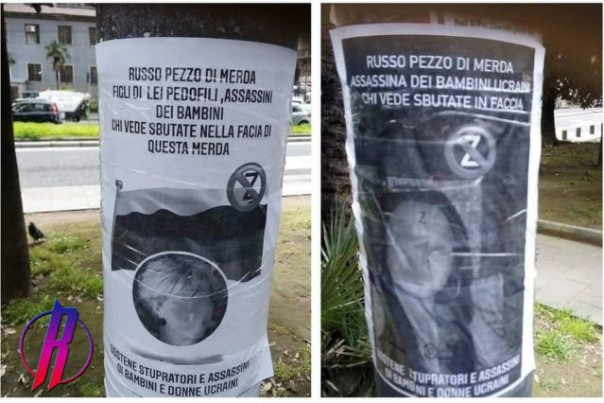 RUSSO PEZZO DI MERDA
FIGLI DI LEI PEDOFILI, ASSASSINI
DEI BAMBINI
CHI VEDE SBUTATE NELLA FACIA DI
QUESTA MERDA
Z
SOSTENE STUPRATORI E ASSASSINI
DI BAMBINI E DONNE UCRAINI
R
RUSSO PEZZO DI MERDA
ASSASSINA DEI BAMBINI UCRAINI
CHI VEDE SBUTATE IN FACCIA
Z
Z
SOSTENE STUPRATORI E ASSASSINI
DI BAMBINI E DONNE UCRAINI